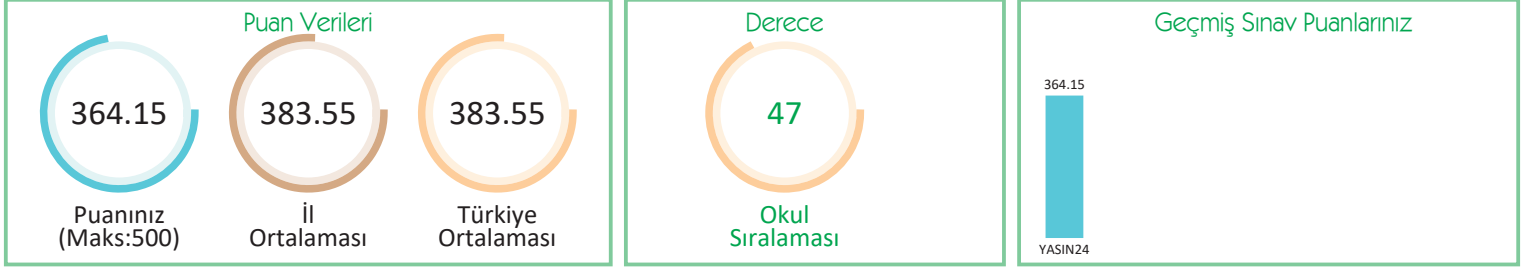 Puan Verileri
364.15
383.55
383.55
Puanınız
(Maks:500)
İl
Ortalaması
Türkiye
Ortalaması
Derece
47
Okul
Sıralaması
Geçmiş Sınav Puanlarınız
364.15
YASIN24